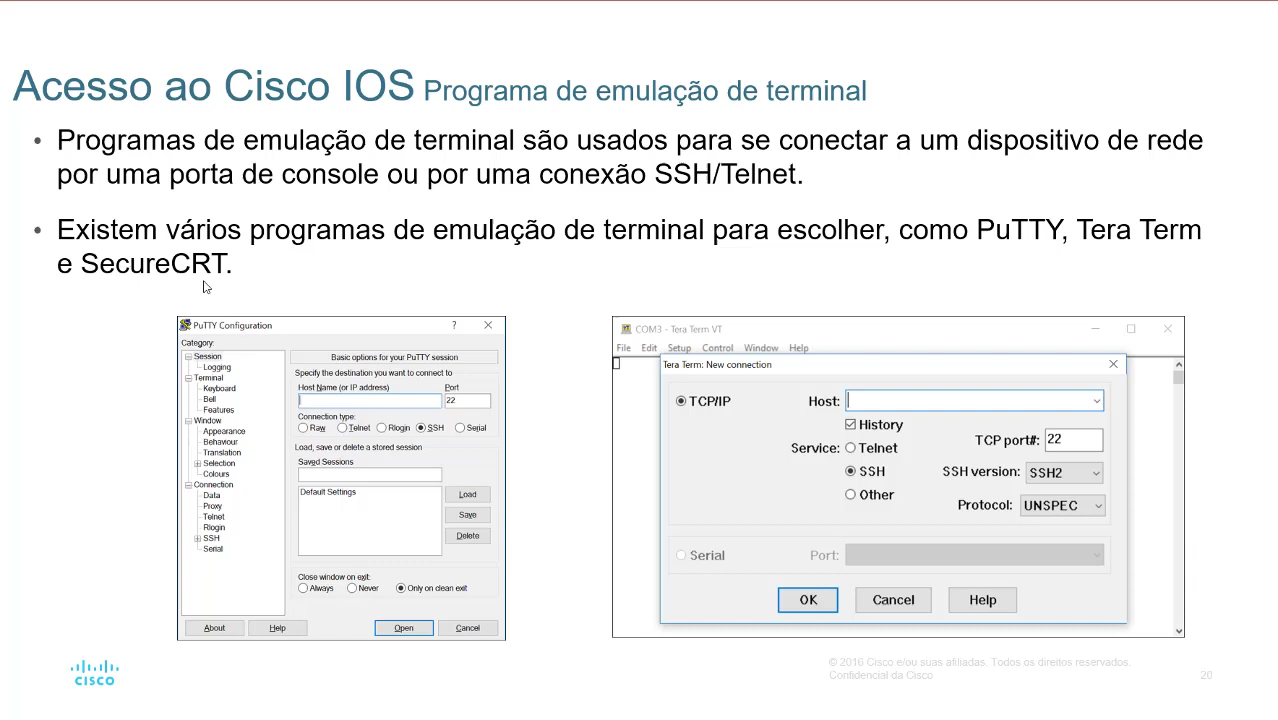 Acesso ao Cisco IOS Programa de emulação de terminal
• Programas de emulação de terminal são usados para se conectar a um dispositivo de rede
por uma porta de console ou por uma conexão SSH/Telnet.
• Existem vários programas de emulação de terminal para escolher, como PuTTY, Tera Term
e SecureCRT.
PuTTY Configuration
?
Category:
Session
Logging
Terminal
Keyboard
Bell
Features
Window
Appearance
Behaviour
Translation
Selection
Colours
Connection
Data
Proxy
Telnet
Rlogin
SSH
Serial
Basic options for your PuTTY session
Specify the destination you want to connect to
Host Name (or IP address) Port
22
Connection type:
Raw Telnet Rlogin SSH Serial
Load, save or delete a stored session
Saved Sessions
Default Settings
Load
Save
Delete
Close window on exit:
Always Never Only on clean exit
About Help Open Cancel
COM3 - Tera Term VT
File Edit Setup Control Window Help
Tera Term: New connection
TCP/IP Host:
History
Service: Telnet TCP port#: 22
SSH SSH version: SSH2
Other Protocol: UNSPEC
Serial Port:
OK Cancel Help
CISCO
© 2016 Cisco e/ou suas afiliadas. Todos os direitos reservados.
Confidencial da Cisco
20